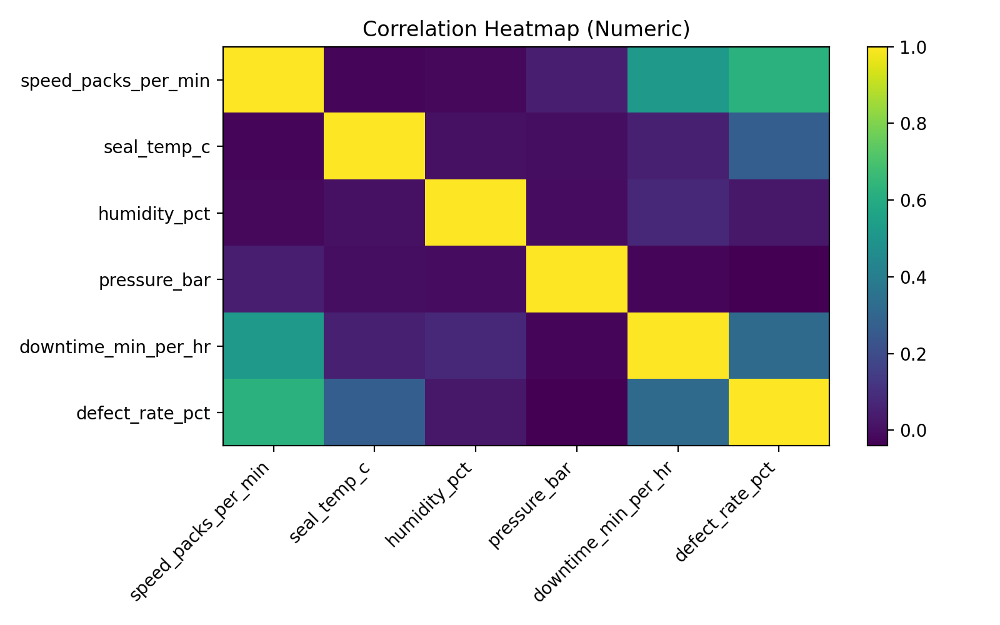 Correlation Heatmap (Numeric)
speed_packs_per_min
seal_temp_c
humidity_pct
pressure_bar
downtime_min_per_hr
defect_rate_pct
speed_packs_per_min
seal_temp_c
humidity_pct
pressure_bar
downtime_min_per_hr
defect_rate_pct
1.0
0.8
0.6
0.4
0.2
0.0